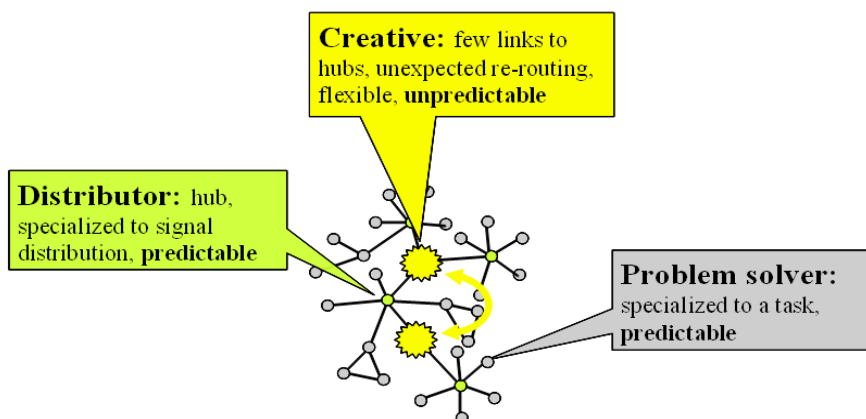 Creative: few links to
hubs, unexpected re-routing,
flexible, unpredictable
Distributor: hub,
specialized to signal
distribution, predictable
Problem solver:
specialized to a task,
predictable